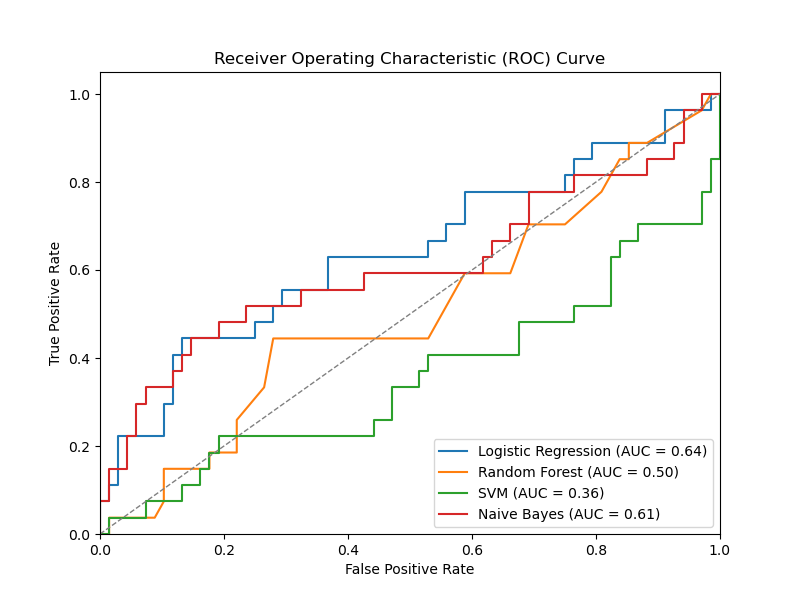 Receiver Operating Characteristic (ROC) Curve
True Positive Rate
1.0
0.8
0.6
0.4
0.2
0.0
Logistic Regression (AUC = 0.64)
Random Forest (AUC = 0.50)
SVM (AUC = 0.36)
Naive Bayes (AUC = 0.61)
0.0 0.2 0.4 0.6 0.8 1.0
False Positive Rate